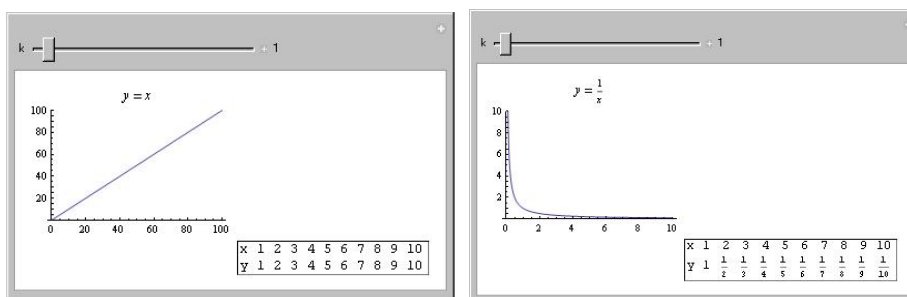 k 1
y = x
100
80
60
40
20
0 20 40 60 80 100
x 1 2 3 4 5 6 7 8 9 10
y 1 2 3 4 5 6 7 8 9 10
k 1
y = 1/x
10
8
6
4
2
0 2 4 6 8 10
x 1 2 3 4 5 6 7 8 9 10
y 1 1/2 1/3 1/4 1/5 1/6 1/7 1/8 1/9 1/10